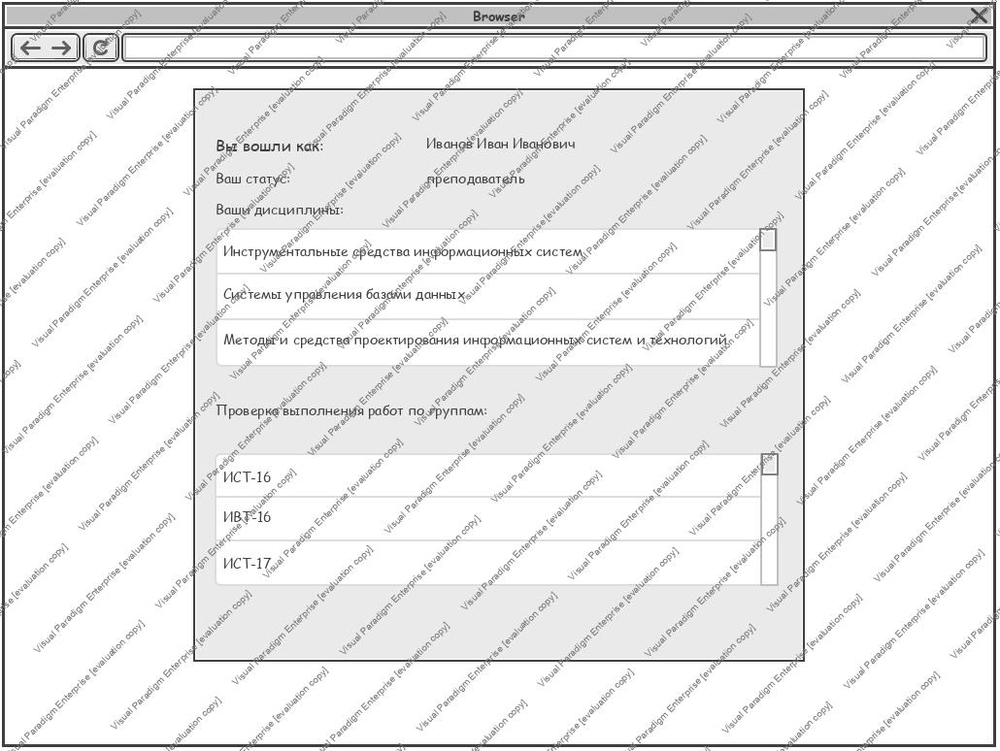 Browser
Вы вошли как: Иванов Иван Иванович
Ваш статус: преподаватель
Ваши дисциплины:
Инструментальные средства информационных систем
Системы управления базами данных
Методы и средства проектирования информационных систем и технологий
Проверка выполнения работ по группам:
ИСТ-16
ИВТ-16
ИСТ-17
Visual Paradigm Enterprise [evaluation copy]